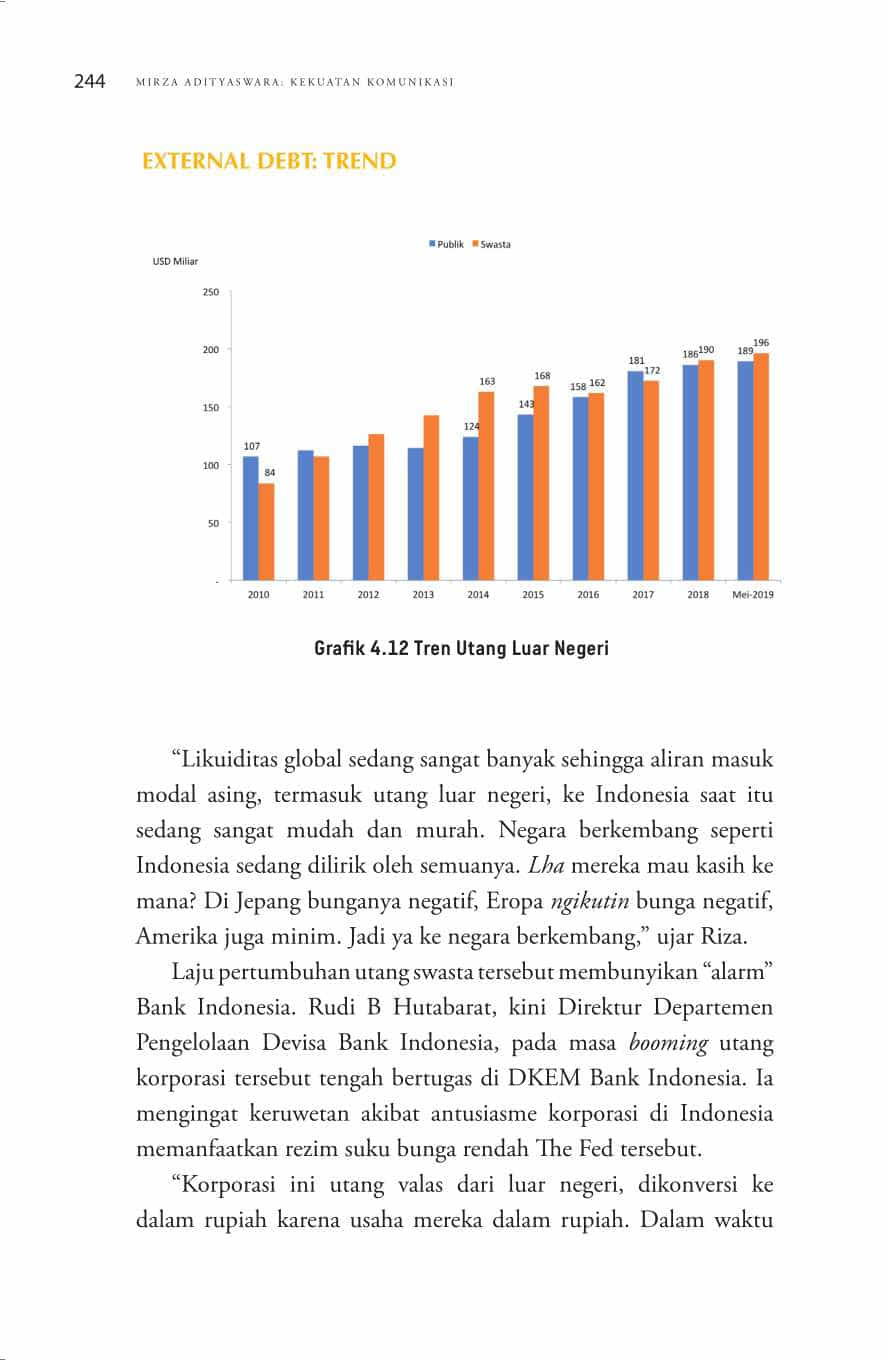 244 MIRZA ADITYASWARA: KEKUATAN KOMUNIKASI
EXTERNAL DEBT: TREND
Publik Swasta
USD Miliar
250
200
150
100
50
-
107 84
124 163
143 168
158 162
181 172
186 190
189 196
2010 2011 2012 2013 2014 2015 2016 2017 2018 Mei-2019
Grafik 4.12 Tren Utang Luar Negeri
“Likuiditas global sedang sangat banyak sehingga aliran masuk
modal asing, termasuk utang luar negeri, ke Indonesia saat itu
sedang sangat mudah dan murah. Negara berkembang seperti
Indonesia sedang dilirik oleh semuanya. Lha mereka mau kasih ke
mana? Di Jepang bunganya negatif, Eropa ngikutin bunga negatif,
Amerika juga minim. Jadi ya ke negara berkembang,” ujar Riza.
Laju pertumbuhan utang swasta tersebut membunyikan “alarm”
Bank Indonesia. Rudi B Hutabarat, kini Direktur Departemen
Pengelolaan Devisa Bank Indonesia, pada masa booming utang
korporasi tersebut tengah bertugas di DKEM Bank Indonesia. Ia
mengingat keruwetan akibat antusiasme korporasi di Indonesia
memanfaatkan rezim suku bunga rendah The Fed tersebut.
“Korporasi ini utang valas dari luar negeri, dikonversi ke
dalam rupiah karena usaha mereka dalam rupiah. Dalam waktu